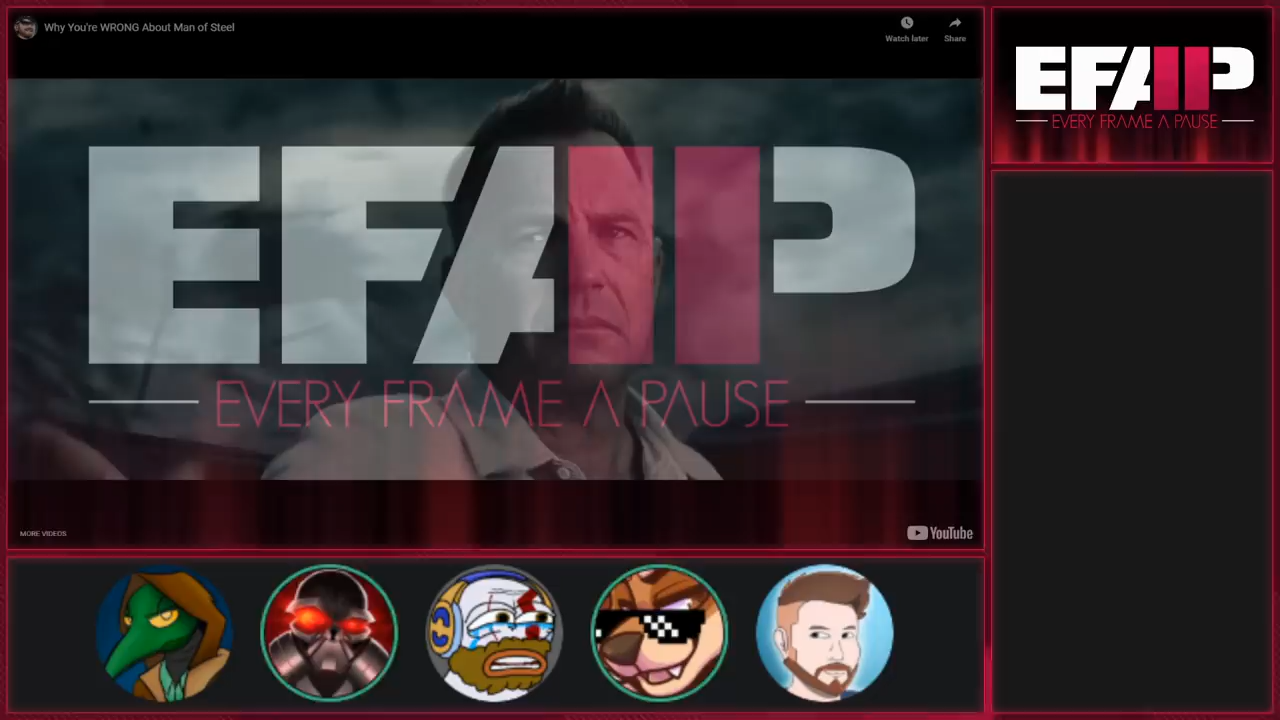 Why You're WRONG About Man of Steel
Watch later
Share
EFAP
EVERY FRAME A PAUSE
EFAP
EVERY FRAME A PAUSE
MORE VIDEOS
YouTube